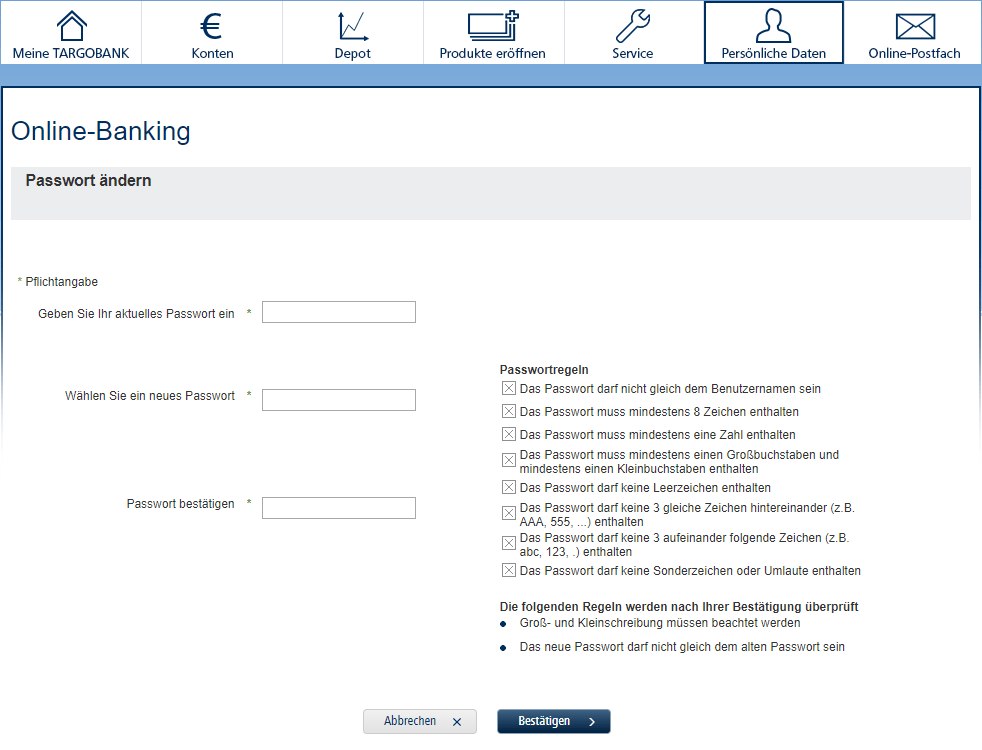 Meine TARGOBANK
Konten
Depot
Produkte eröffnen
Service
Persönliche Daten
Online-Postfach
Online-Banking
Passwort ändern
* Pflichtangabe
Geben Sie Ihr aktuelles Passwort ein *
Wählen Sie ein neues Passwort *
Passwort bestätigen *
Passwortregeln
Das Passwort darf nicht gleich dem Benutzernamen sein
Das Passwort muss mindestens 8 Zeichen enthalten
Das Passwort muss mindestens eine Zahl enthalten
Das Passwort muss mindestens einen Großbuchstaben und
mindestens einen Kleinbuchstaben enthalten
Das Passwort darf keine Leerzeichen enthalten
Das Passwort darf keine 3 gleiche Zeichen hintereinander (z.B.
AAA, 555, ...) enthalten
Das Passwort darf keine 3 aufeinander folgende Zeichen (z.B.
abc, 123, .) enthalten
Das Passwort darf keine Sonderzeichen oder Umlaute enthalten
Die folgenden Regeln werden nach Ihrer Bestätigung überprüft
Groß- und Kleinschreibung müssen beachtet werden
Das neue Passwort darf nicht gleich dem alten Passwort sein
Abbrechen
Bestätigen